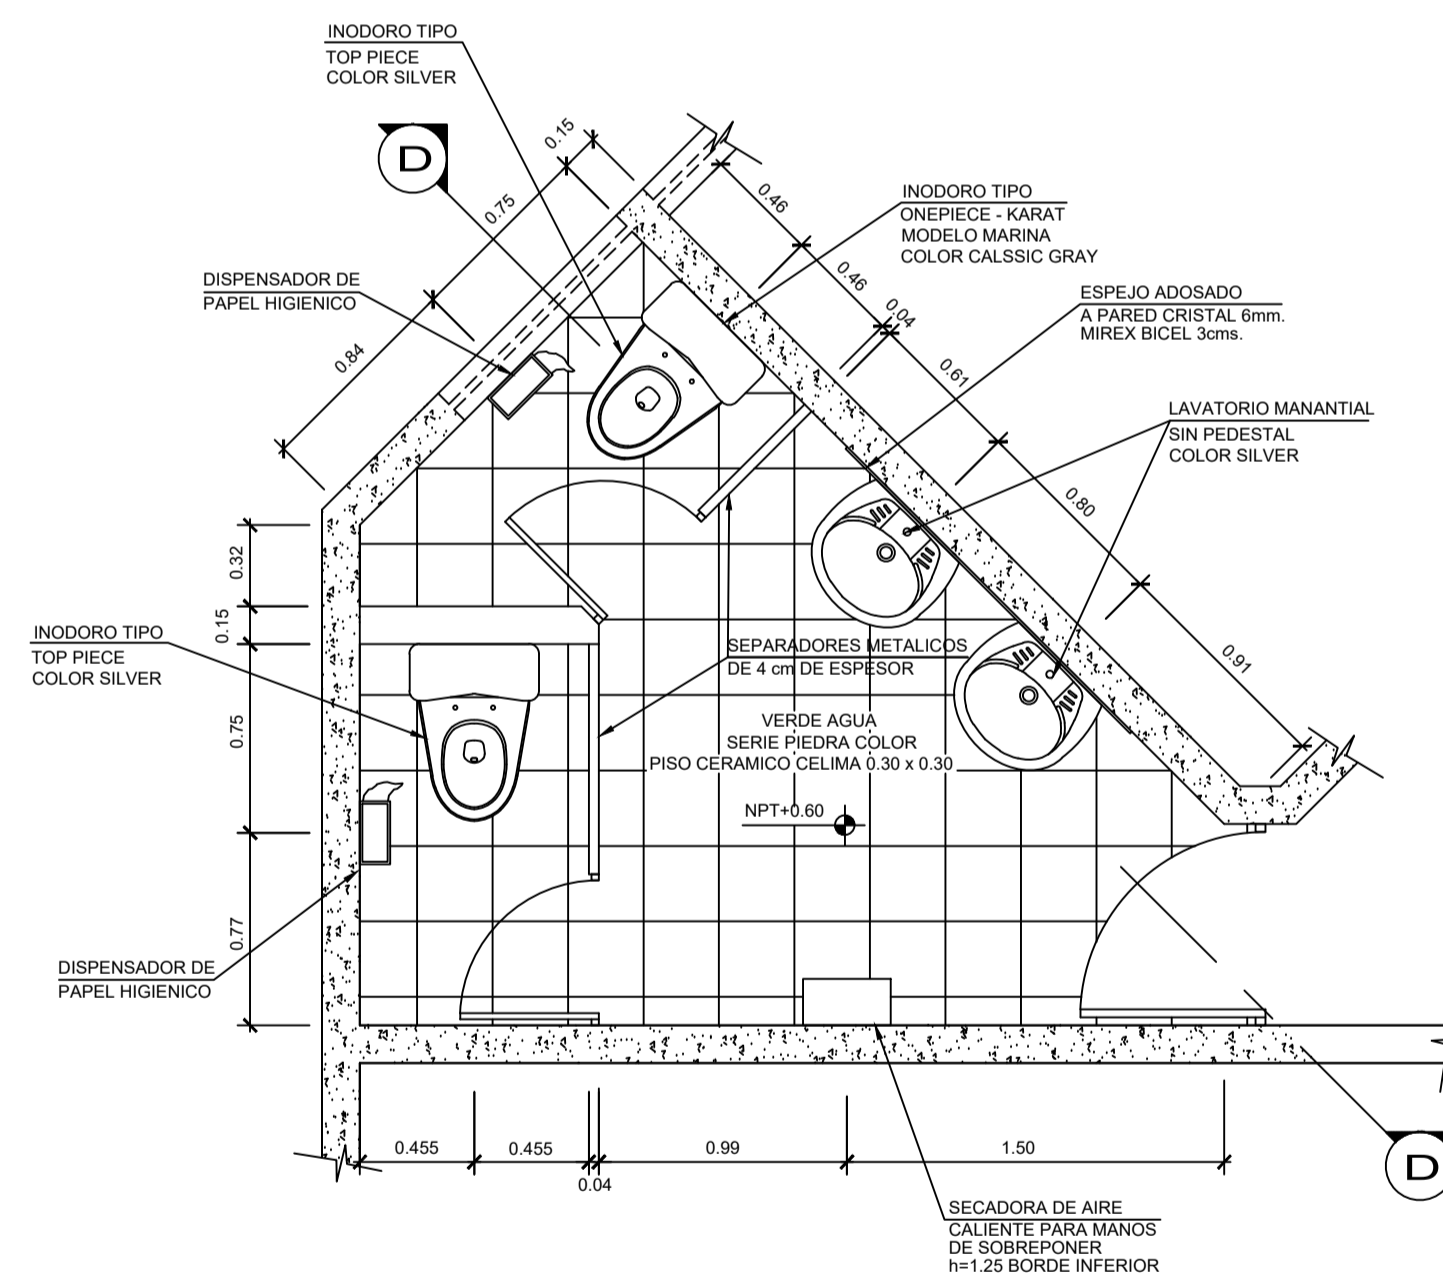 INODORO TIPO
TOP PIECE
COLOR SILVER
D
0.15
0.75
0.84
DISPENSADOR DE
PAPEL HIGIENICO
0.46
0.46
0.04
0.61
0.80
0.91
INODORO TIPO
ONEPIECE - KARAT
MODELO MARINA
COLOR CALSSIC GRAY
ESPEJO ADOSADO
A PARED CRISTAL 6mm.
MIREX BICEL 3cms.
LAVATORIO MANANTIAL
SIN PEDESTAL
COLOR SILVER
0.32
0.15
0.75
0.77
INODORO TIPO
TOP PIECE
COLOR SILVER
SEPARADORES METALICOS
DE 4 cm DE ESPESOR
VERDE AGUA
SERIE PIEDRA COLOR
PISO CERAMICO CELIMA 0.30 x 0.30
NPT+0.60
DISPENSADOR DE
PAPEL HIGIENICO
0.455
0.455
0.04
0.99
1.50
D
SECADORA DE AIRE
CALIENTE PARA MANOS
DE SOBREPONER
h=1.25 BORDE INFERIOR